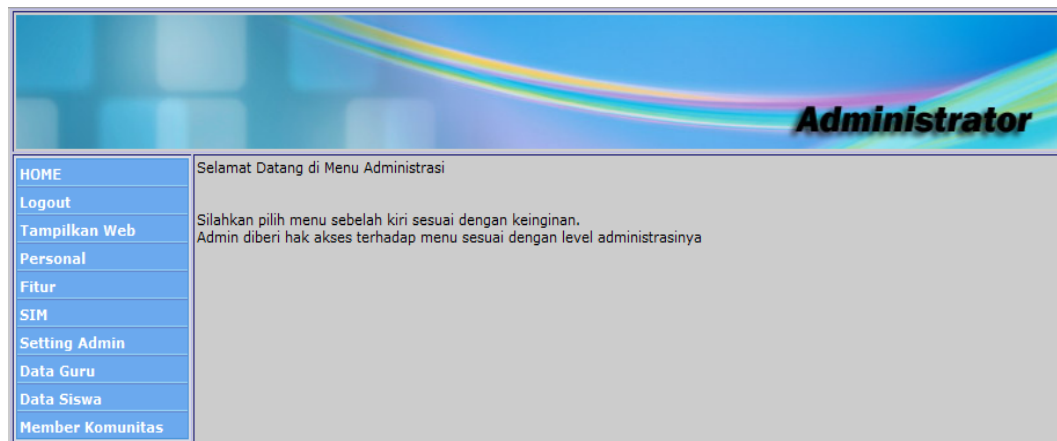 Administrator
HOME
Logout
Tampilkan Web
Personal
Fitur
SIM
Setting Admin
Data Guru
Data Siswa
Member Komunitas
Selamat Datang di Menu Administrasi
Silahkan pilih menu sebelah kiri sesuai dengan keinginan.
Admin diberi hak akses terhadap menu sesuai dengan level administrasinya